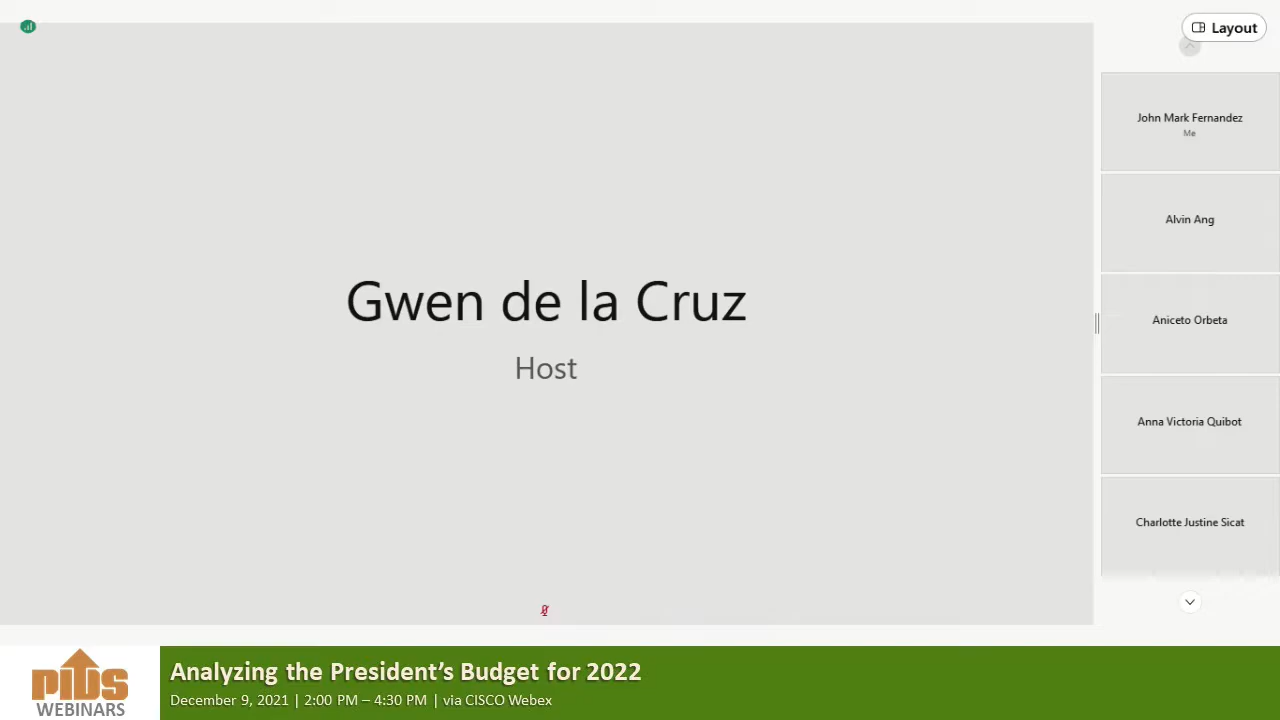 Layout
Gwen de la Cruz
Host
John Mark Fernandez
Me
Alvin Ang
Aniceto Orbeta
Anna Victoria Quibot
Charlotte Justine Sicat
PIDS
WEBINARS
Analyzing the President's Budget for 2022
December 9, 2021 | 2:00 PM – 4:30 PM | via CISCO Webex